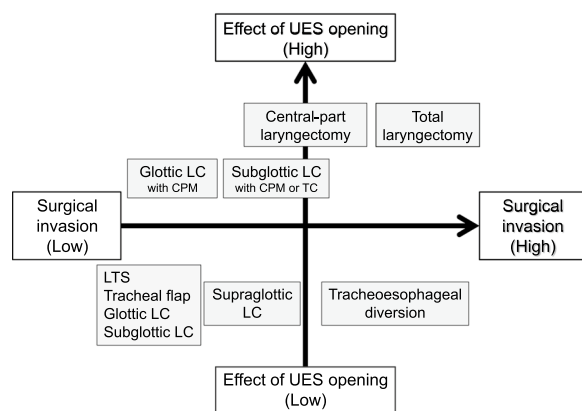 Effect of UES opening
(High)
Central-part
laryngectomy
Total
laryngectomy
Glottic LC
with CPM
Subglottic LC
with CPM or TC
Surgical
invasion
(Low)
Surgical
invasion
(High)
LTS
Tracheal flap
Glottic LC
Subglottic LC
Supraglottic
LC
Tracheoesophageal
diversion
Effect of UES opening
(Low)